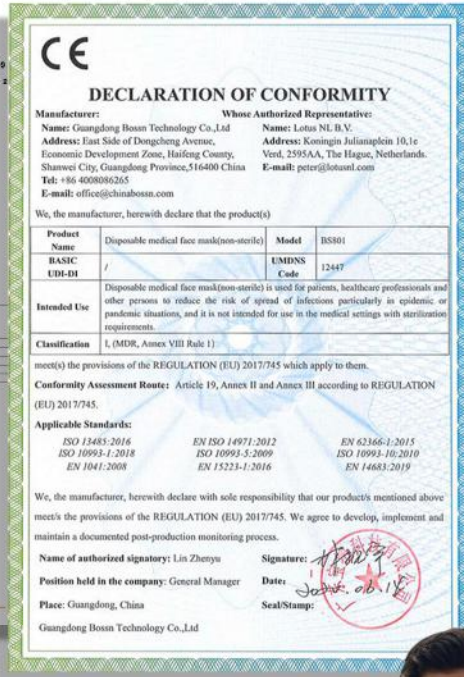 CE
DECLARATION OF CONFORMITY
Manufacturer: Whose Authorized Representative:
Name: Guangdong Bossn Technology Co.,Ltd Name: Lotus NL B.V.
Address: East Side of Dongcheng Avenue, Address: Koningin Julianaplein 10,1e
Economic Development Zone, Haifeng County, Verd, 2595AA, The Hague, Netherlands.
Shanwei City, Guangdong Province,516400 China E-mail: peter@lotusnl.com
Tel: +86 4008086265
E-mail: office@chinabossn.com
We, the manufacturer, herewith declare that the product(s)
Product Name Disposable medical face mask(non-sterile) Model BS801
BASIC UDI-DI / UMDNS Code 12447
Intended Use Disposable medical face mask(non-sterile) is used for patients, healthcare professionals and
other persons to reduce the risk of spread of infections particularly in epidemic or
pandemic situations, and it is not intended for use in the medical settings with sterilization
requirements.
Classification I, (MDR, Annex VIII Rule 1)
meet(s) the provisions of the REGULATION (EU) 2017/745 which apply to them.
Conformity Assessment Route: Article 19, Annex II and Annex III according to REGULATION
(EU) 2017/745.
Applicable Standards:
ISO 13485:2016 EN ISO 14971:2012 EN 62366-1:2015
ISO 10993-1:2018 ISO 10993-5:2009 ISO 10993-10:2010
EN 1041:2008 EN 15223-1:2016 EN 14683:2019
We, the manufacturer, herewith declare with sole responsibility that our product/s mentioned above
meet/s the provisions of the REGULATION (EU) 2017/745. We agree to develop, implement and
maintain a documented post-production monitoring process.
Name of authorized signatory: Lin Zhenyu Signature:
Position held in the company: General Manager Date:
Place: Guangdong, China Seal/Stamp:
Guangdong Bossn Technology Co.,Ltd